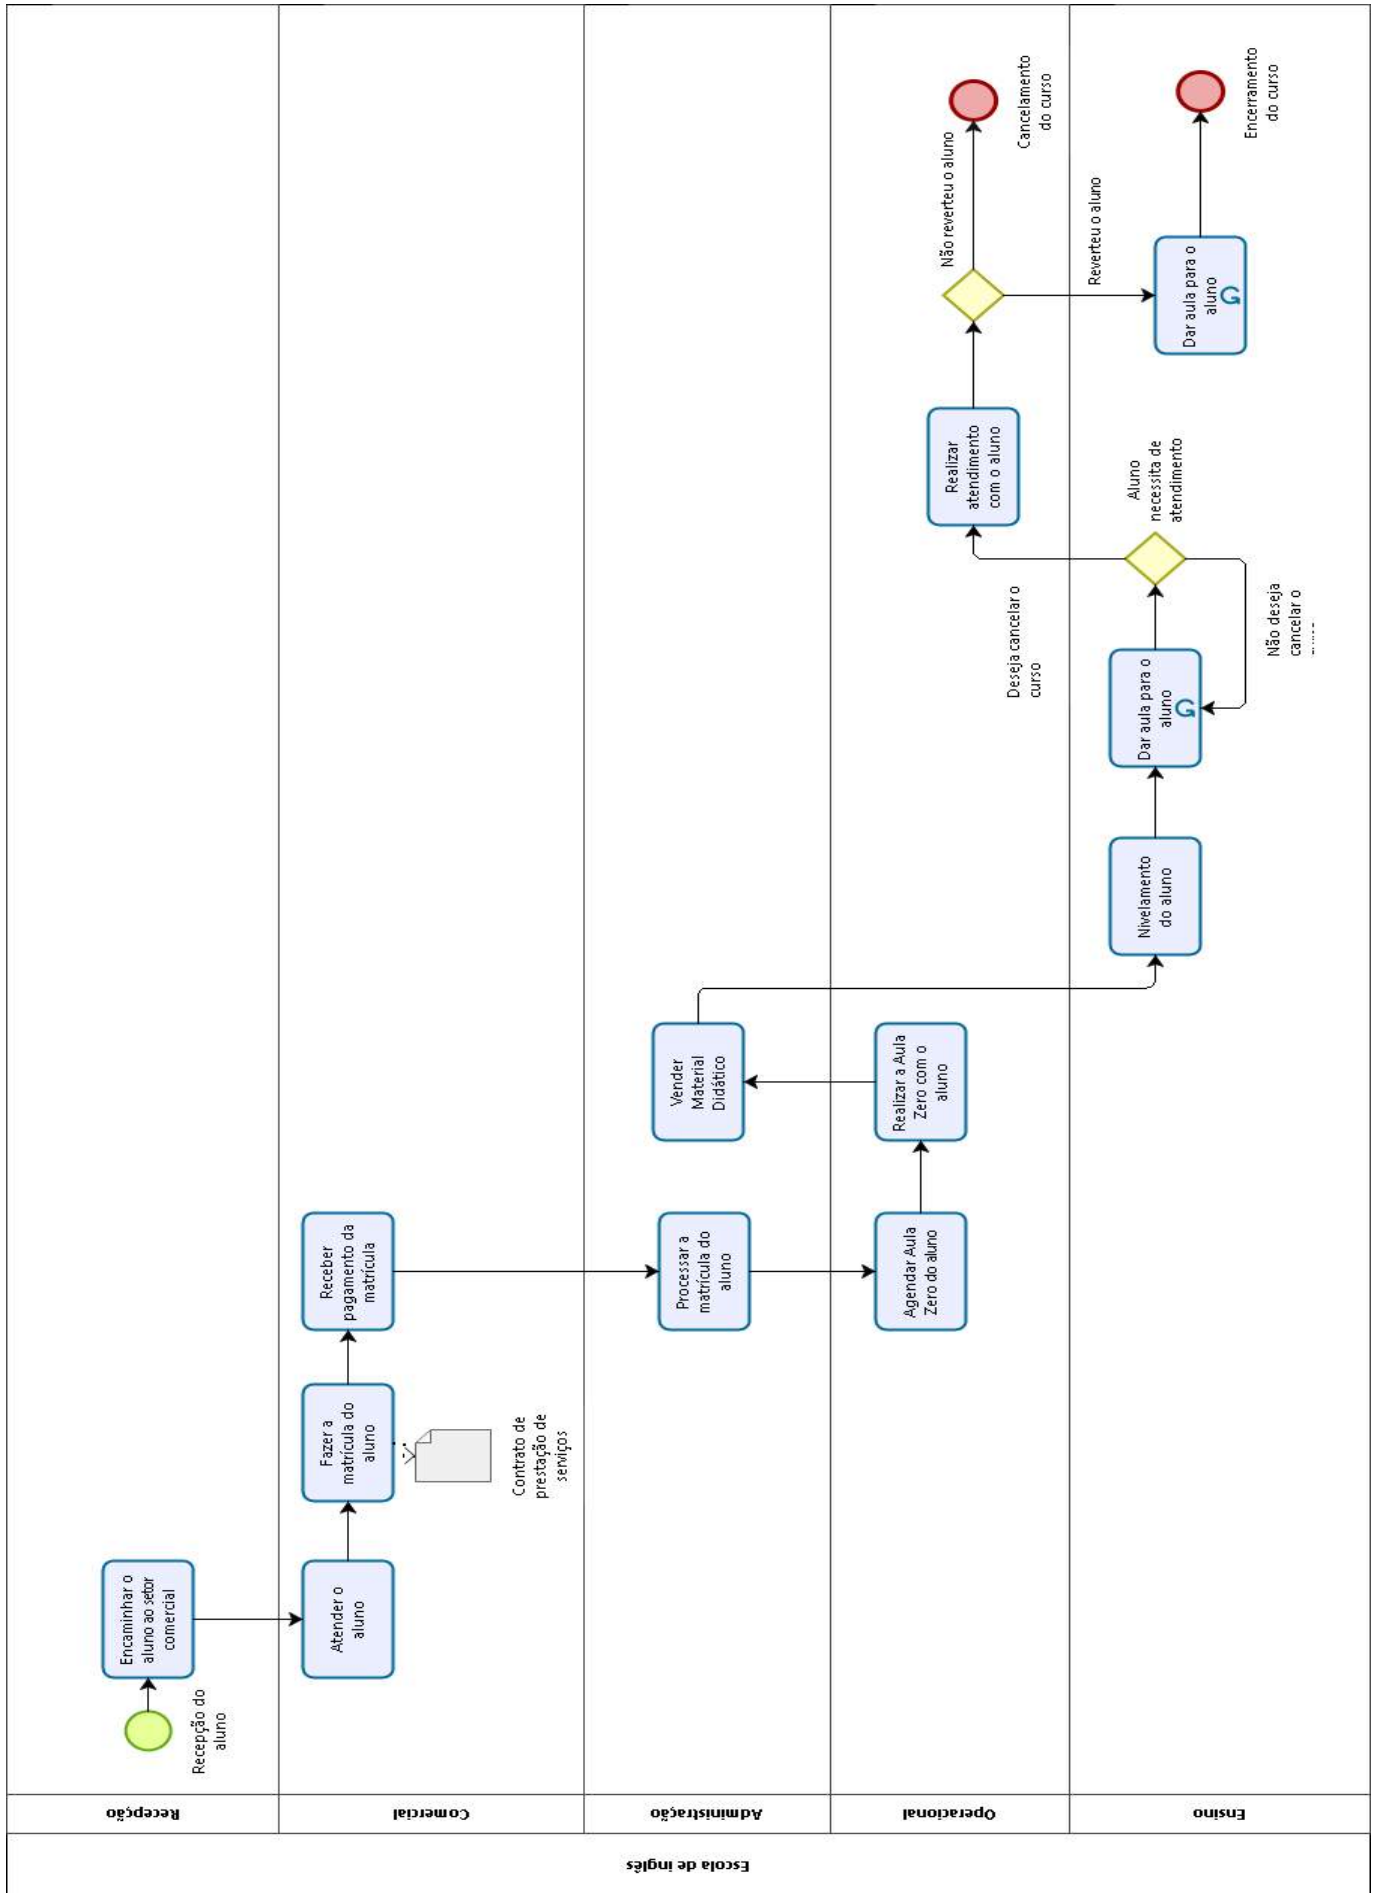 Escola de inglês
Recepção
Comercial
Administração
Operacional
Ensino
Recepção do
aluno
Encaminhar o
aluno ao setor
comercial
Atender o
aluno
Fazer a
matrícula do
aluno
Contrato de
prestação de
serviços
Receber
pagamento da
matrícula
Processar a
matrícula do
aluno
Agendar Aula
Zero do aluno
Realizar a Aula
Zero com o
aluno
Vender
Material
Didático
Nivelamento
do aluno
Dar aula para o
aluno
Aluno
necessita de
atendimento
Não deseja
cancelar o
Deseja cancelar o
curso
Realizar
atendimento
com o aluno
Não reverteu o aluno
Cancelamento
do curso
Reverteu o aluno
Dar aula para o
aluno
Encerramento
do curso